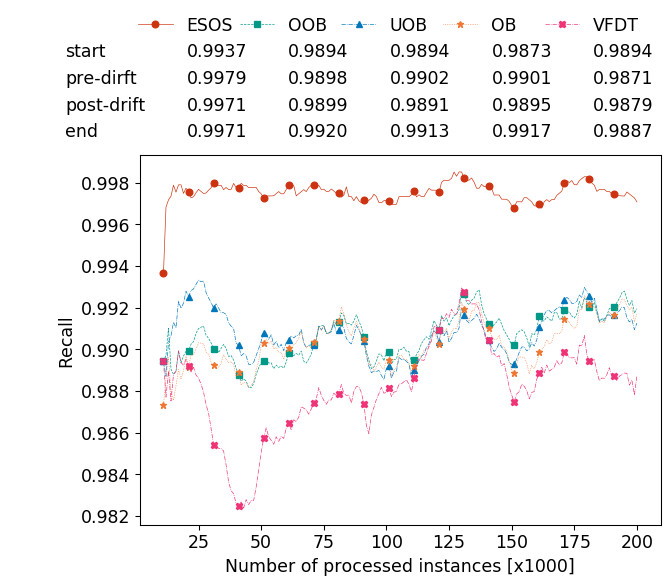 ESOS OOB UOB OB VFDT
start 0.9937 0.9894 0.9894 0.9873 0.9894
pre-dirft 0.9979 0.9898 0.9902 0.9901 0.9871
post-drift 0.9971 0.9899 0.9891 0.9895 0.9879
end 0.9971 0.9920 0.9913 0.9917 0.9887
0.998
0.996
0.994
0.992
0.990
0.988
0.986
0.984
0.982
Recall
25 50 75 100 125 150 175 200
Number of processed instances [x1000]